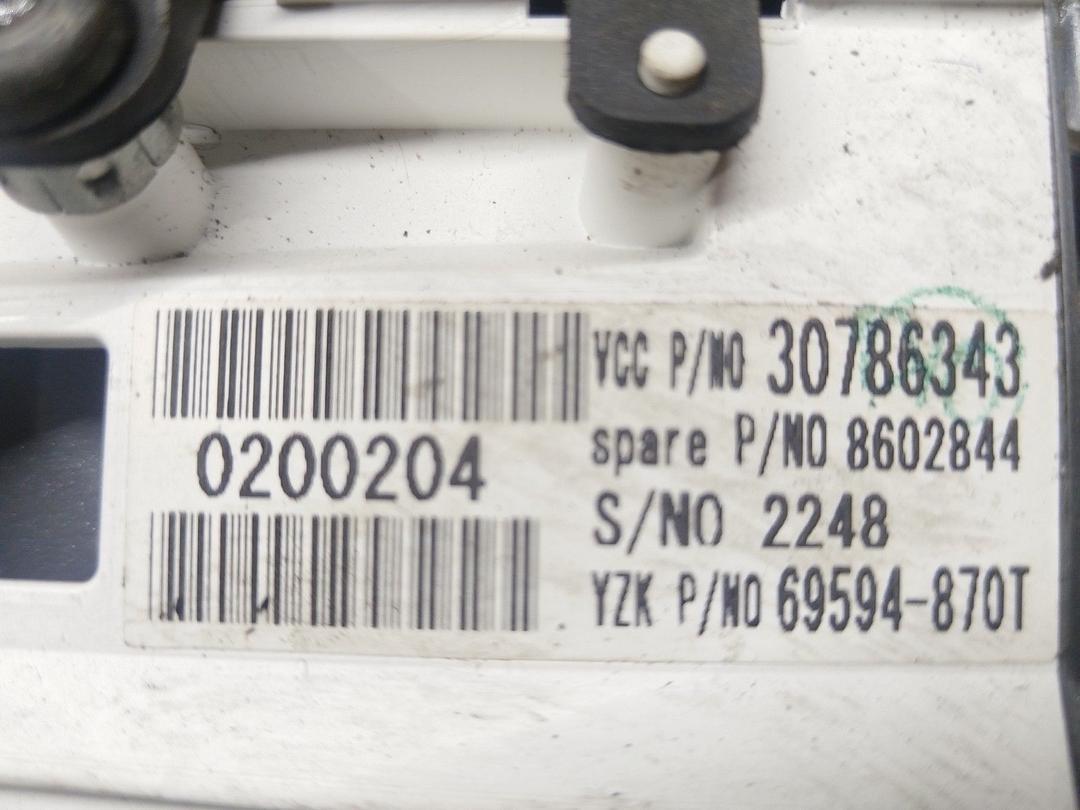 VCC P/NO 30786343
spare P/NO 8602844
0200204
S/NO 2248
YZK P/NO 69594-870T